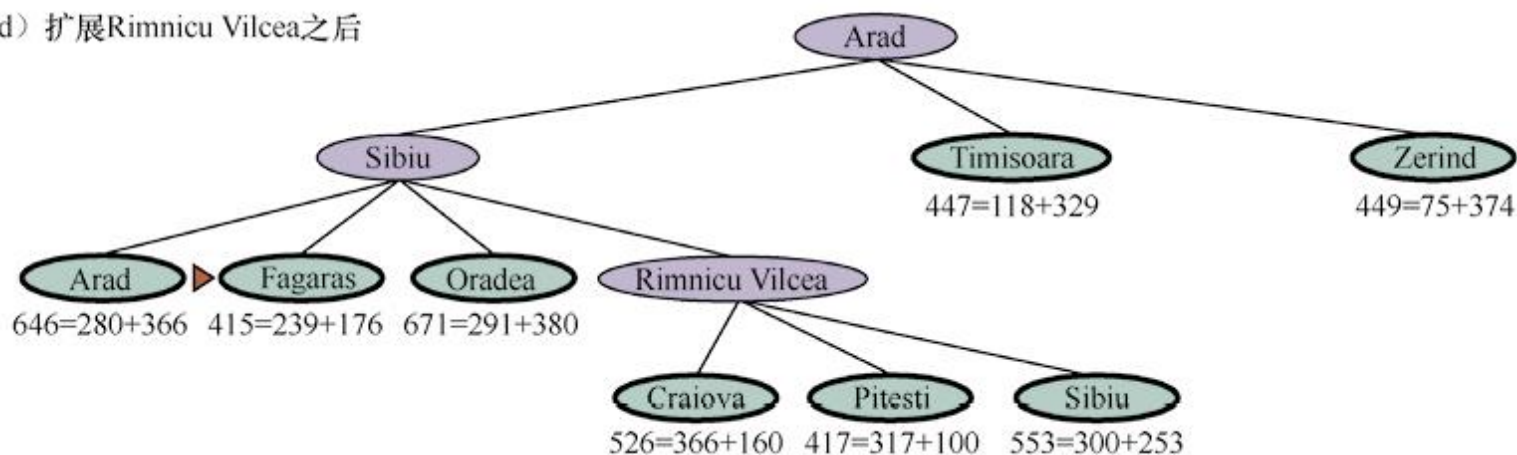 d）扩展Rimnicu Vilcea之后
Arad
Sibiu
Timisoara
Zerind
447=118+329
449=75+374
Arad
Fagaras
Oradea
Rimnicu Vilcea
646=280+366
415=239+176
671=291+380
Craiova
Pitesti
Sibiu
526=366+160
417=317+100
553=300+253